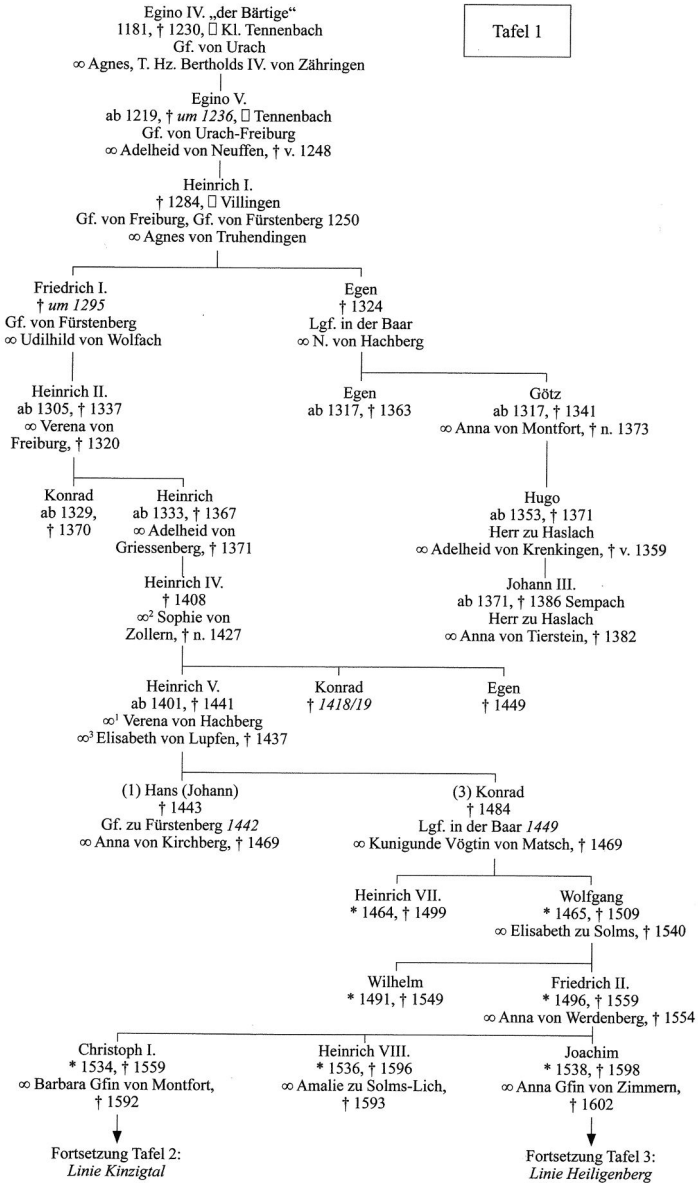 Tafel 1
Egino IV. „der Bärtige“
1181, † 1230, □ Kl. Tennenbach
Gf. von Urach
∞ Agnes, T. Hz. Bertholds IV. von Zähringen
Egino V.
ab 1219, † um 1236, □ Tennenbach
Gf. von Urach-Freiburg
∞ Adelheid von Neuffen, † v. 1248
Heinrich I.
† 1284, □ Villingen
Gf. von Freiburg, Gf. von Fürstenberg 1250
∞ Agnes von Truhendingen
Friedrich I.
† um 1295
Gf. von Fürstenberg
∞ Udilhild von Wolfach
Egen
† 1324
Lgf. in der Baar
∞ N. von Hachberg
Heinrich II.
ab 1305, † 1337
∞ Verena von
Freiburg, † 1320
Egen
ab 1317, † 1363
Götz
ab 1317, † 1341
∞ Anna von Montfort, † n. 1373
Konrad
ab 1329,
† 1370
Heinrich
ab 1333, † 1367
∞ Adelheid von
Griessenberg, † 1371
Hugo
ab 1353, † 1371
Herr zu Haslach
∞ Adelheid von Krenkingen, † v. 1359
Heinrich IV.
† 1408
∞² Sophie von
Zollern, † n. 1427
Johann III.
ab 1371, † 1386 Sempach
Herr zu Haslach
∞ Anna von Tierstein, † 1382
Heinrich V.
ab 1401, † 1441
∞¹ Verena von Hachberg
∞³ Elisabeth von Lupfen, † 1437
Konrad
† 1418/19
Egen
† 1449
(1) Hans (Johann)
† 1443
Gf. zu Fürstenberg 1442
∞ Anna von Kirchberg, † 1469
(3) Konrad
† 1484
Lgf. in der Baar 1449
∞ Kunigunde Vögtin von Matsch, † 1469
Heinrich VII.
* 1464, † 1499
Wolfgang
* 1465, † 1509
∞ Elisabeth zu Solms, † 1540
Wilhelm
* 1491, † 1549
Friedrich II.
* 1496, † 1559
∞ Anna von Werdenberg, † 1554
Christoph I.
* 1534, † 1559
∞ Barbara Gfin von Montfort,
† 1592
Heinrich VIII.
* 1536, † 1596
∞ Amalie zu Solms-Lich,
† 1593
Joachim
* 1538, † 1598
∞ Anna Gfin von Zimmern,
† 1602
Fortsetzung Tafel 2:
Linie Kinzigtal
Fortsetzung Tafel 3:
Linie Heiligenberg